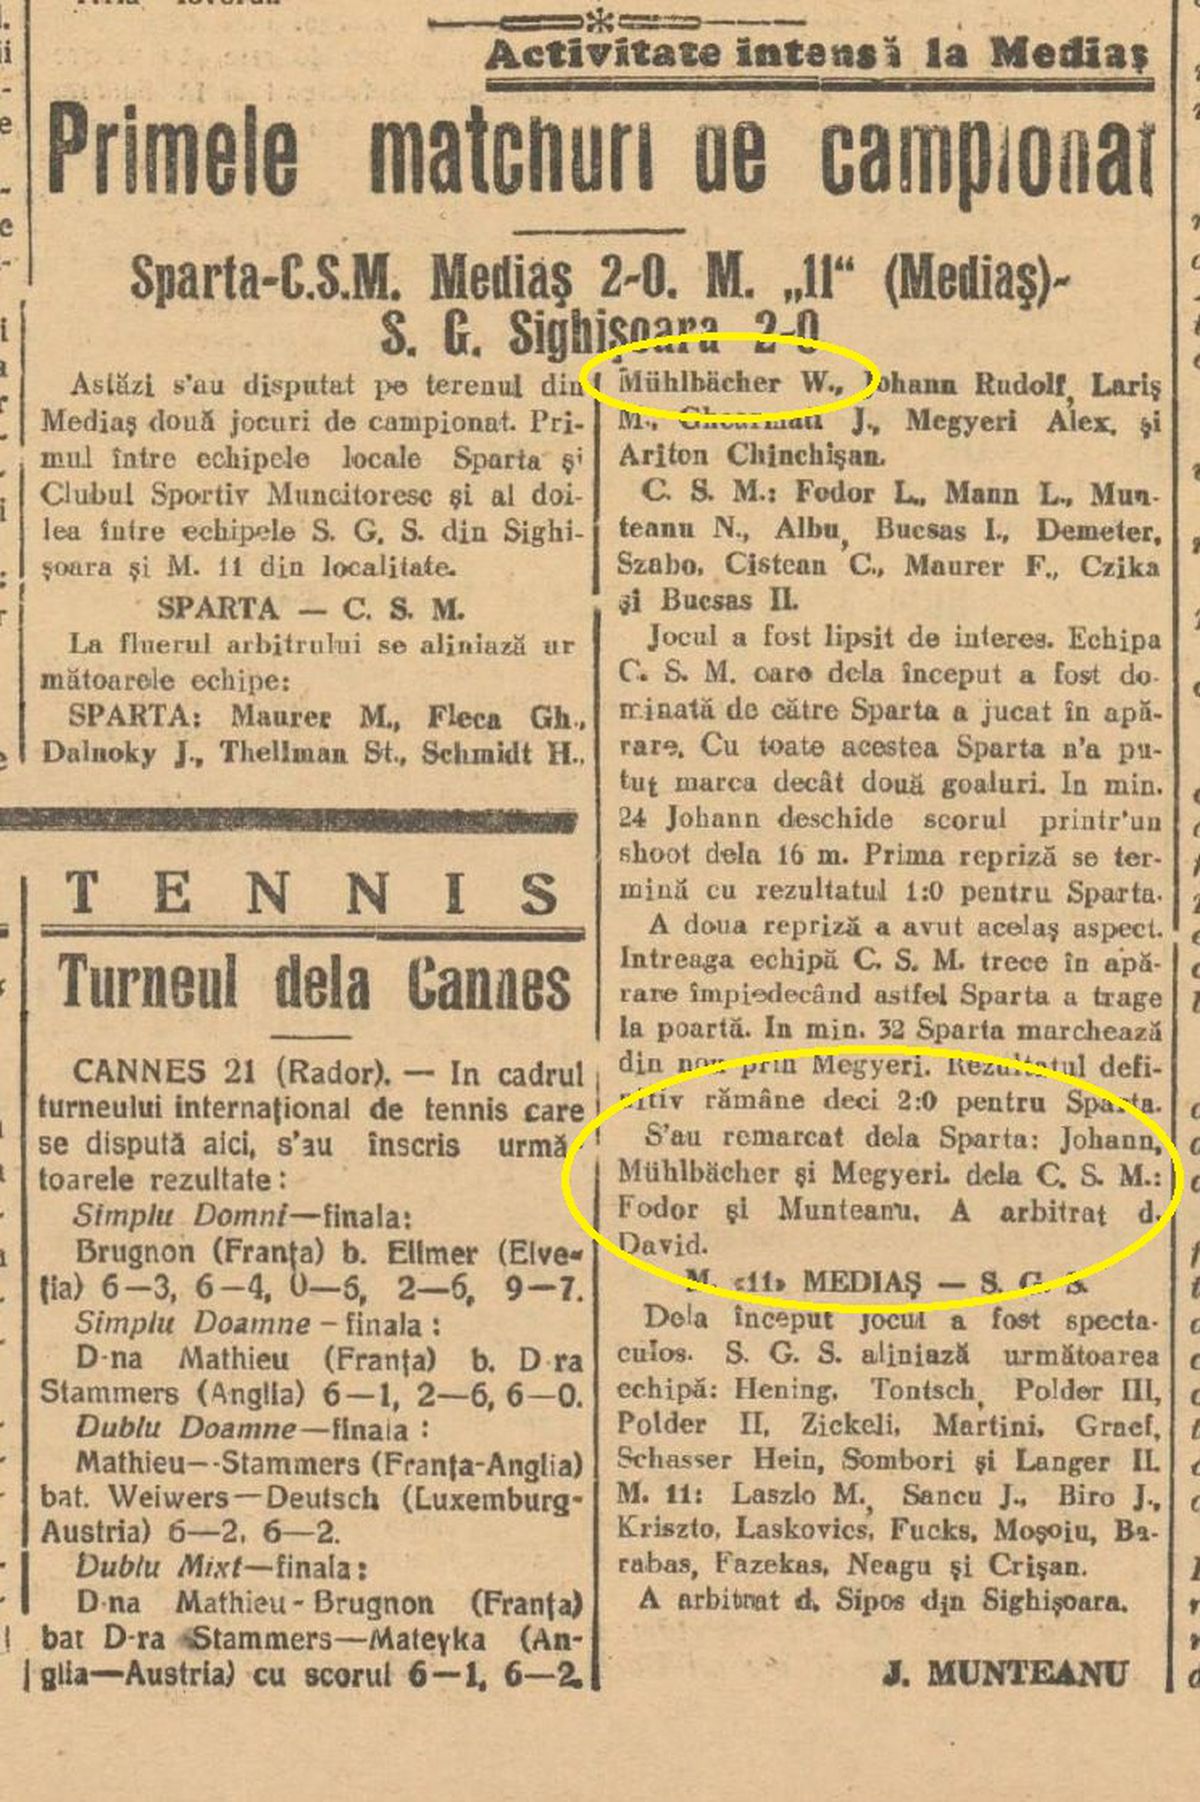 Activitate intensă la Mediaş
Primele matchuri de campionat
Sparta-C.S.M. Mediaş 2-0. M. „11“ (Mediaş)-
S. G. Sighişoara 2-0
Astăzi s'au disputat pe terenul din
Mediaş două jocuri de campionat. Pri-
mul între echipele locale Sparta şi
Clubul Sportiv Muncitoresc şi al doi-
lea între echipele S. G. S. din Sighi-
şoara şi M. 11 din localitate.
SPARTA — C. S. M.
La fluerul arbitrului se aliniază ur
mătoarele echipe:
SPARTA: Maurer M., Fleca Gh.,
Dalnoky J., Thellman St., Schmidt H.,
Mühlbächer W., Johann Rudolf, Lariş
M., Ghearmati J., Megyeri Alex. şi
Ariton Chinchişan.
C. S. M.: Fodor L., Mann L., Mun-
teanu N., Albu, Bucsas I., Demeter,
Szabo, Cistean C., Maurer F., Czika
şi Bucsas II.
Jocul a fost lipsit de interes. Echipa
C. S. M. care dela început a fost do-
minată de către Sparta a jucat în apă-
rare. Cu toate acestea Sparta n'a pu-
tuţ marca decât două goaluri. In min.
24 Johann deschide scorul printr'un
shoot dela 16 m. Prima repriză se ter-
mină cu rezultatul 1:0 pentru Sparta.
A doua repriză a avut acelaş aspect.
Intreaga echipă C. S. M. trece în apă-
rare împiedecând astfel Sparta a trage
la poartă. In min. 32 Sparta marchează
din nou prin Megyeri. Rezultatul defi-
nitiv rămâne deci 2:0 pentru Sparta.
S'au remarcat dela Sparta: Johann,
Mühlbächer şi Megyeri. dela C. S. M.:
Fodor şi Munteanu. A arbitrat d.
David.
M. «11» MEDIAŞ — S. G. S.
Dela început jocul a fost specta-
culos. S. G. S. aliniază următoarea
echipă: Hening, Tontsch, Polder III,
Polder II, Zickeli, Martini, Graef,
Schasser Hein, Sombori şi Langer II.
M. 11: Laszlo M., Sancu J., Biro J.,
Kriszto, Laskovics, Fucks, Moşoiu, Ba-
rabas, Fazekas, Neagu şi Crişan.
A arbitrat d. Sipos din Sighişoara.
J. MUNTEANU
TENNIS
Turneul dela Cannes
CANNES 21 (Rador). — In cadrul
turneului internaţional de tennis care
se dispută aici, s'au înscris urmă
toarele rezultate:
Simplu Domni—finala:
Brugnon (Franţa) b. Ellmer (Elve-
ţia) 6—3, 6—4, 0—6, 2—6, 9—7.
Simplu Doamne – finala:
D-na Mathieu (Franţa) b. D-ra
Stammers (Anglia) 6—1, 2—6, 6—0.
Dublu Doamne—finala:
Mathieu—-Stammers (Franţa-Anglia)
bat. Weiwers—Deutsch (Luxemburg-
Austria) 6—2, 6—2.
Dublu Mixt—finala:
D-na Mathieu-Brugnon (Franţa)
bat D-ra Stammers—Mateyka (An-
glia—Austria) cu scorul 6—1, 6—2.